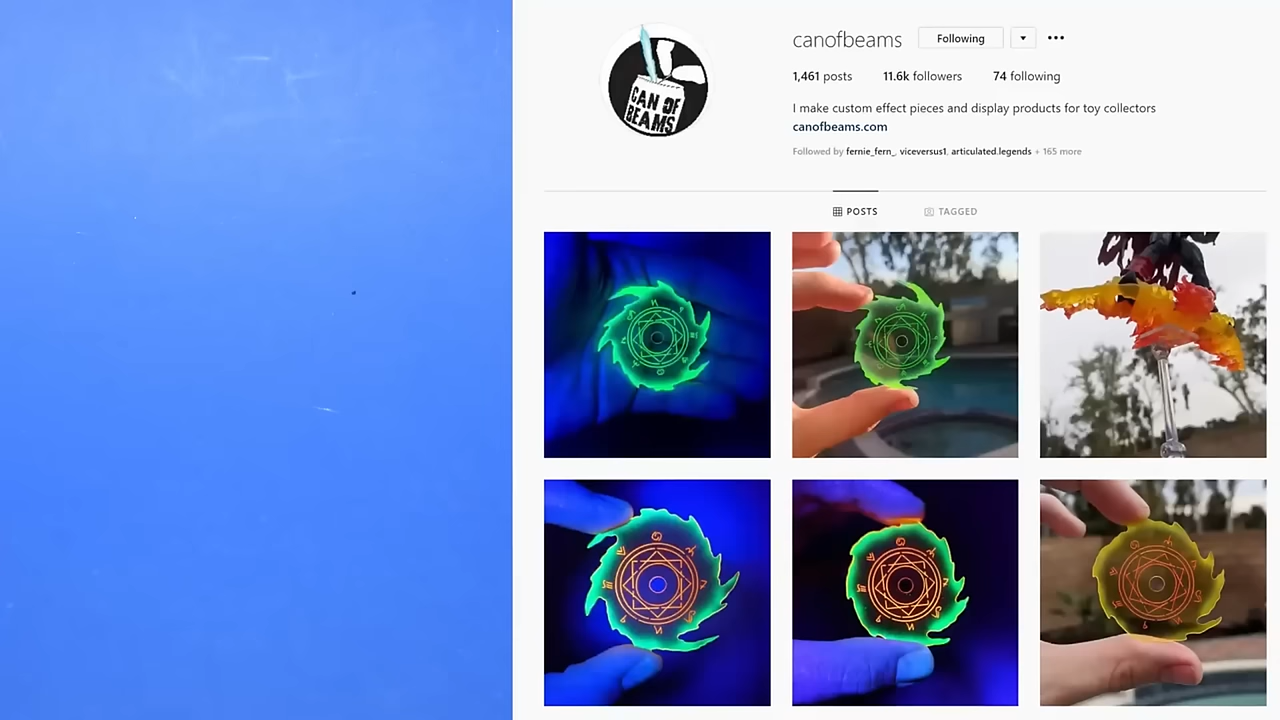 CAN OF
BEAMS
canofbeams Following
1,461 posts 11.6k followers 74 following
I make custom effect pieces and display products for toy collectors
canofbeams.com
Followed by fernie_fern_, viceversus1, articulated.legends + 165 more
POSTS TAGGED